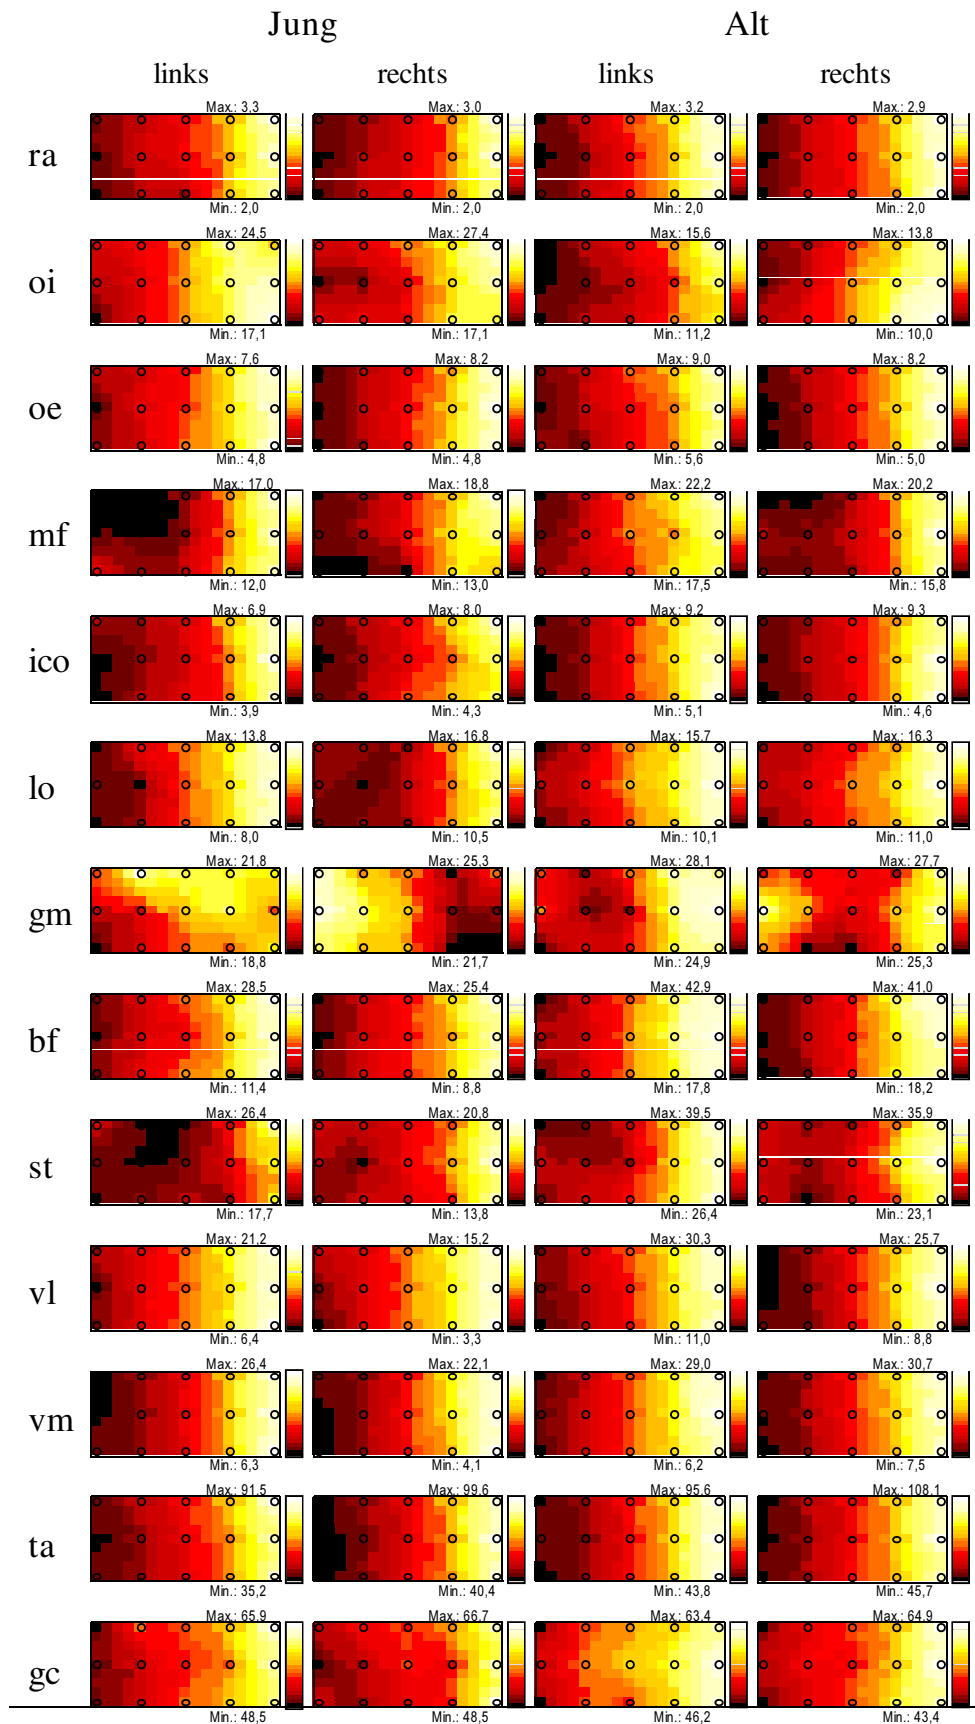 Jung Alt
links rechts links rechts
Max.: 3,3 Max.: 3,0 Max.: 3,2 Max.: 2,9
ra
Min.: 2,0 Min.: 2,0 Min.: 2,0 Min.: 2,0
Max.: 24,5 Max.: 27,4 Max.: 15,6 Max.: 13,8
oi
Min.: 17,1 Min.: 17,1 Min.: 11,2 Min.: 10,0
Max.: 7,6 Max.: 8,2 Max.: 9,0 Max.: 8,2
oe
Min.: 4,8 Min.: 4,8 Min.: 5,6 Min.: 5,0
Max.: 17,0 Max.: 18,8 Max.: 22,2 Max.: 20,2
mf
Min.: 12,0 Min.: 13,0 Min.: 17,5 Min.: 15,8
Max.: 6,9 Max.: 8,0 Max.: 9,2 Max.: 9,3
ico
Min.: 3,9 Min.: 4,3 Min.: 5,1 Min.: 4,6
Max.: 13,8 Max.: 16,8 Max.: 15,7 Max.: 16,3
lo
Min.: 8,0 Min.: 10,5 Min.: 10,1 Min.: 11,0
Max.: 21,8 Max.: 25,3 Max.: 28,1 Max.: 27,7
gm
Min.: 18,8 Min.: 21,7 Min.: 24,9 Min.: 25,3
Max.: 28,5 Max.: 25,4 Max.: 42,9 Max.: 41,0
bf
Min.: 11,4 Min.: 8,8 Min.: 17,8 Min.: 18,2
Max.: 26,4 Max.: 20,8 Max.: 39,5 Max.: 35,9
st
Min.: 17,7 Min.: 13,8 Min.: 26,4 Min.: 23,1
Max.: 21,2 Max.: 15,2 Max.: 30,3 Max.: 25,7
vl
Min.: 6,4 Min.: 3,3 Min.: 11,0 Min.: 8,8
Max.: 26,4 Max.: 22,1 Max.: 29,0 Max.: 30,7
vm
Min.: 6,3 Min.: 4,1 Min.: 6,2 Min.: 7,5
Max.: 91,5 Max.: 99,6 Max.: 95,6 Max.: 108,1
ta
Min.: 35,2 Min.: 40,4 Min.: 43,8 Min.: 45,7
Max.: 65,9 Max.: 66,7 Max.: 63,4 Max.: 64,9
gc
Min.: 48,5 Min.: 48,5 Min.: 46,2 Min.: 43,4